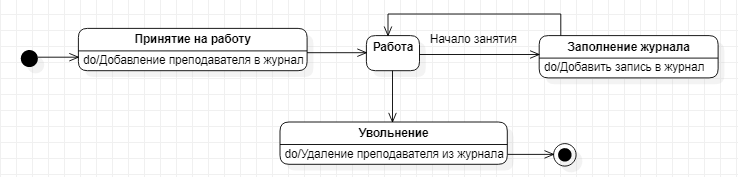 Принятие на работу
do/Добавление преподавателя в журнал
Работа
Начало занятия
Заполнение журнала
do/Добавить запись в журнал
Увольнение
do/Удаление преподавателя из журнала